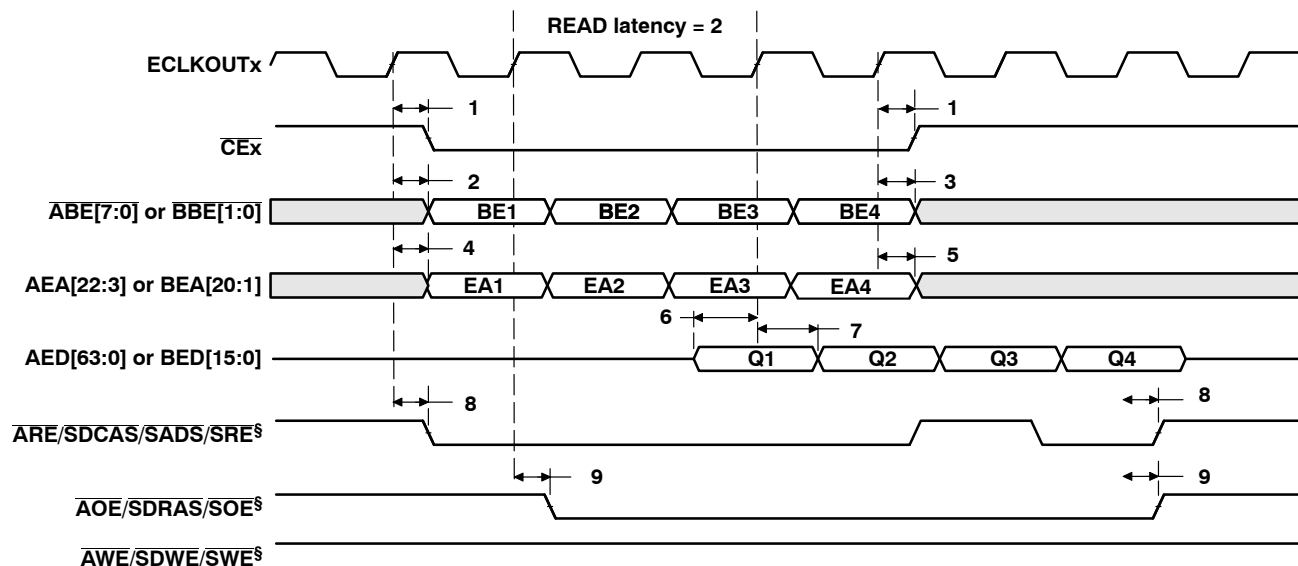 READ latency = 2
ECLKOUTx
1 1
CEx
2 3
ABE[7:0] or BBE[1:0] BE1 BE2 BE3 BE4
4 5
AEA[22:3] or BEA[20:1] EA1 EA2 EA3 EA4
6 7
AED[63:0] or BED[15:0] Q1 Q2 Q3 Q4
8 8
ARE/SDCAS/SADS/SRE§
9 9
AOE/SDRAS/SOE§
AWE/SDWE/SWE§